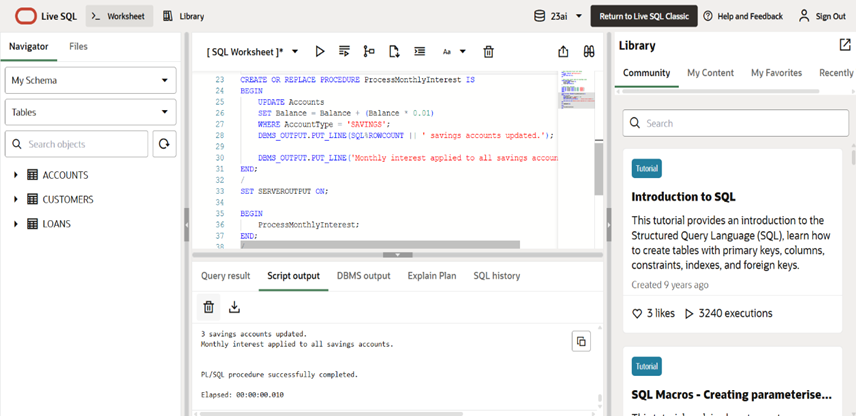 Live SQL
Worksheet
Library
23ai
Return to Live SQL Classic
Help and Feedback
Sign Out
Navigator
Files
My Schema
Tables
Search objects
ACCOUNTS
CUSTOMERS
LOANS
[ SQL Worksheet ]*
Aa
23 CREATE OR REPLACE PROCEDURE ProcessMonthlyInterest IS
24 BEGIN
25 UPDATE Accounts
26 SET Balance = Balance + (Balance * 0.01)
27 WHERE AccountType = 'SAVINGS';
28 DBMS_OUTPUT.PUT_LINE(SQL%ROWCOUNT || ' savings accounts updated.');
29
30 DBMS_OUTPUT.PUT_LINE('Monthly interest applied to all savings accoun
31 END;
32 /
33 SET SERVEROUTPUT ON;
34
35 BEGIN
36 ProcessMonthlyInterest;
37 END;
38 /
Query result
Script output
DBMS output
Explain Plan
SQL history
3 savings accounts updated.
Monthly interest applied to all savings accounts.
PL/SQL procedure successfully completed.
Elapsed: 00:00:00.010
Library
Community
My Content
My Favorites
Recently
Search
Tutorial
Introduction to SQL
This tutorial provides an introduction to the
Structured Query Language (SQL), learn how
to create tables with primary keys, columns,
constraints, indexes, and foreign keys.
Created 9 years ago
3 likes
3240 executions
Tutorial
SQL Macros - Creating parameterise...